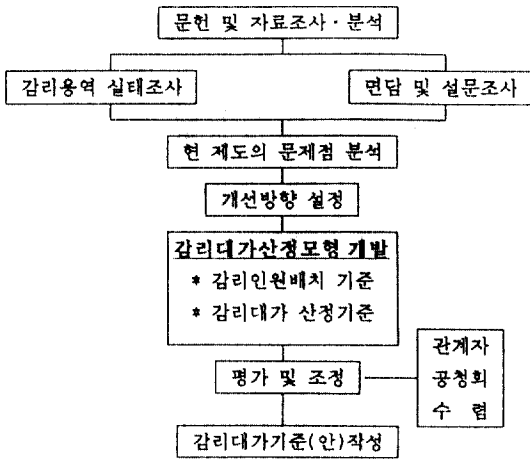 문헌 및 자료조사·분석
감리용역 실태조사
면담 및 설문조사
현 제도의 문제점 분석
개선방향 설정
감리대가산정모형 개발
* 감리인원배치 기준
* 감리대가 산정기준
관계자
공청회
수 렴
평가 및 조정
감리대가기준(안)작성